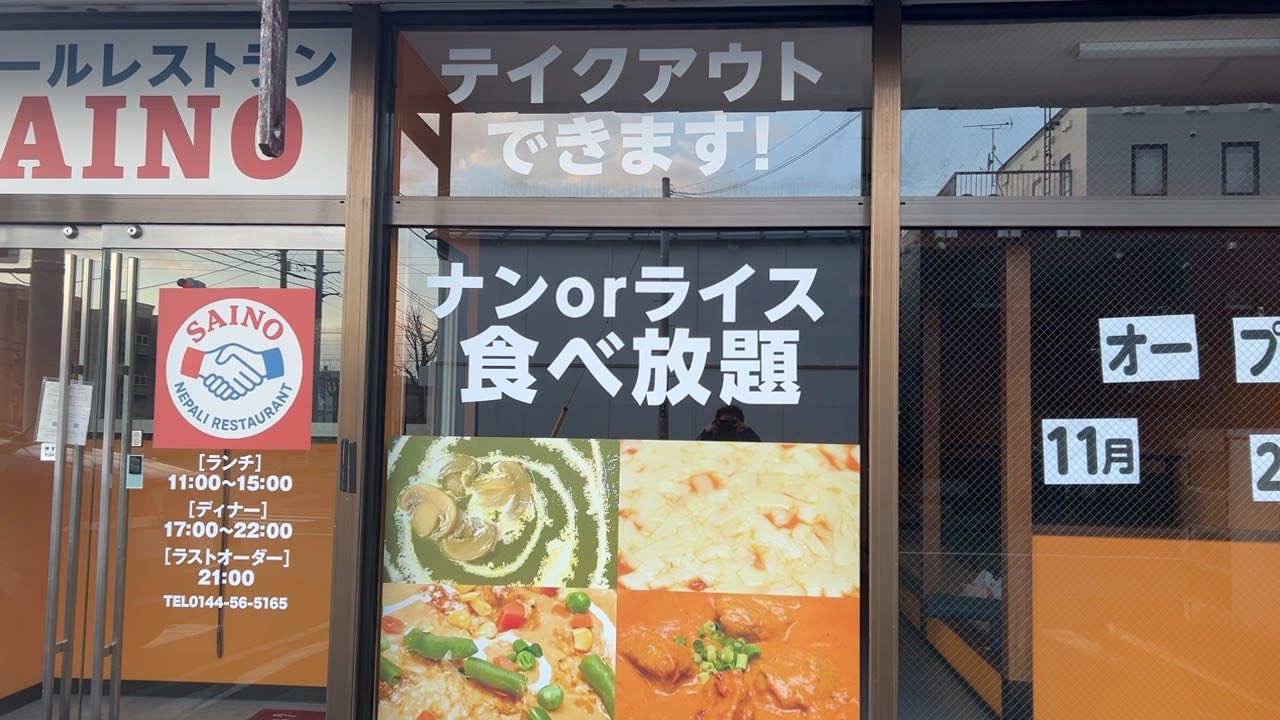 ールレストラン
AINO
テイクアウト
できます!
ナンorライス
食べ放題
SAINO
NEPALI RESTAURANT
[ランチ]
11:00～15:00
[ディナー]
17:00～22:00
[ラストオーダー]
21:00
TEL0144-56-5165
オープ
11月2